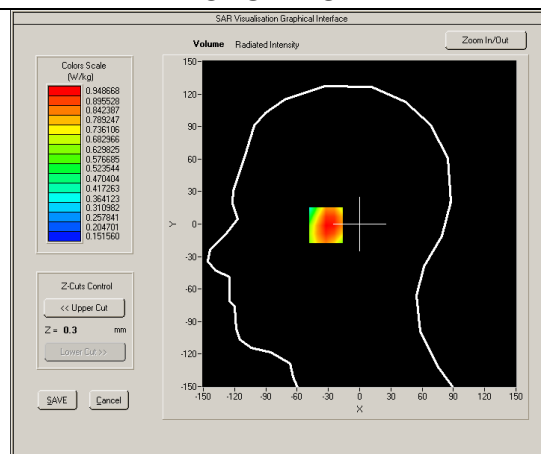 SAR Visualisation Graphical Interface
Volume Radiated Intensity
Zoom In/Out
Colors Scale
(W/kg)
0.948668
0.895528
0.842387
0.789247
0.736106
0.682966
0.629825
0.576685
0.523544
0.470404
0.417263
0.364123
0.310982
0.257841
0.204701
0.151560
Z-Cuts Control
<< Upper Cut
Z = 0.3 mm
Lower Cut >>
SAVE Cancel
150-
120-
90-
60-
30-
Y 0-
-30-
-60-
-90-
-120-
-150-
-150 -120 -90 -60 -30 0 30 60 90 120 150
X